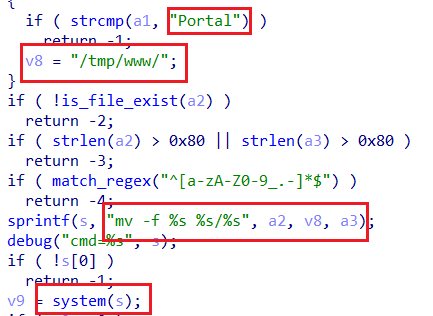 {
if ( strcmp(a1, "Portal") )
return -1;
v8 = "/tmp/www/";
}
if ( !is_file_exist(a2) )
return -2;
if ( strlen(a2) > 0x80 || strlen(a3) > 0x80 )
return -3;
if ( match_regex("^[a-zA-Z0-9_.-]*$") )
return -4;
sprintf(s, "mv -f %s %s/%s", a2, v8, a3);
debug("cmd=%s", s);
if ( !s[0] )
return -1;
v9 = system(s);